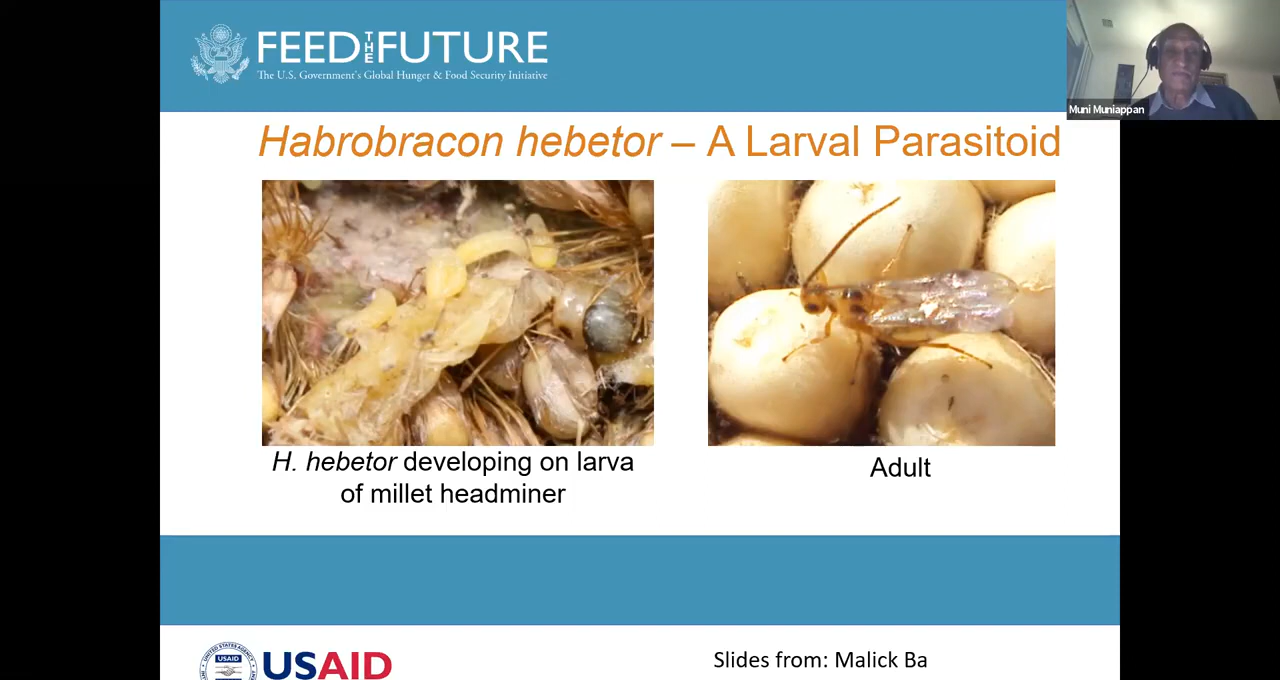 FEED THE FUTURE
The U.S. Government's Global Hunger & Food Security Initiative
Muni Muniappan
Habrobracon hebetor – A Larval Parasitoid
H. hebetor developing on larva
of millet headminer
Adult
USAID
USAID
Slides from: Malick Ba